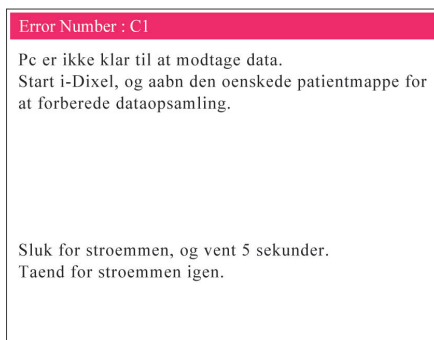 Error Number : C1
Pc er ikke klar til at modtage data.
Start i-Dixel, og aabn den oenskede patientmappe for
at forberede dataopsamling.
Sluk for stroemmen, og vent 5 sekunder.
Taend for stroemmen igen.